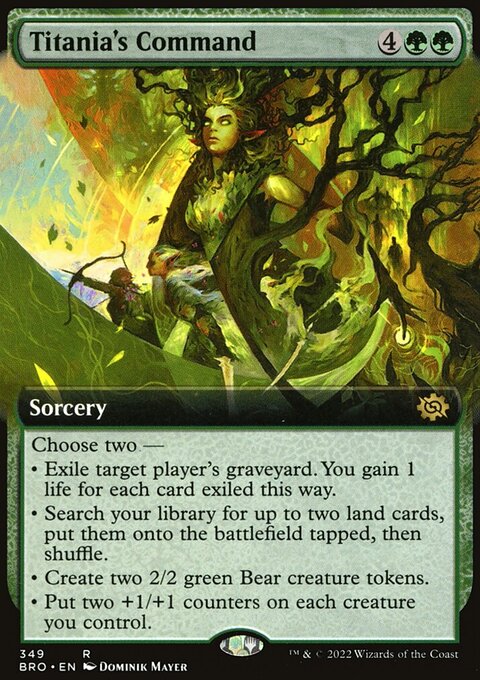 Titania's Command 4
Sorcery
Choose two —
• Exile target player's graveyard. You gain 1
life for each card exiled this way.
• Search your library for up to two land cards,
put them onto the battlefield tapped, then
shuffle.
• Create two 2/2 green Bear creature tokens.
• Put two +1/+1 counters on each creature
you control.
349 R
BRO • EN Dominik Mayer
™ & © 2022 Wizards of the Coast